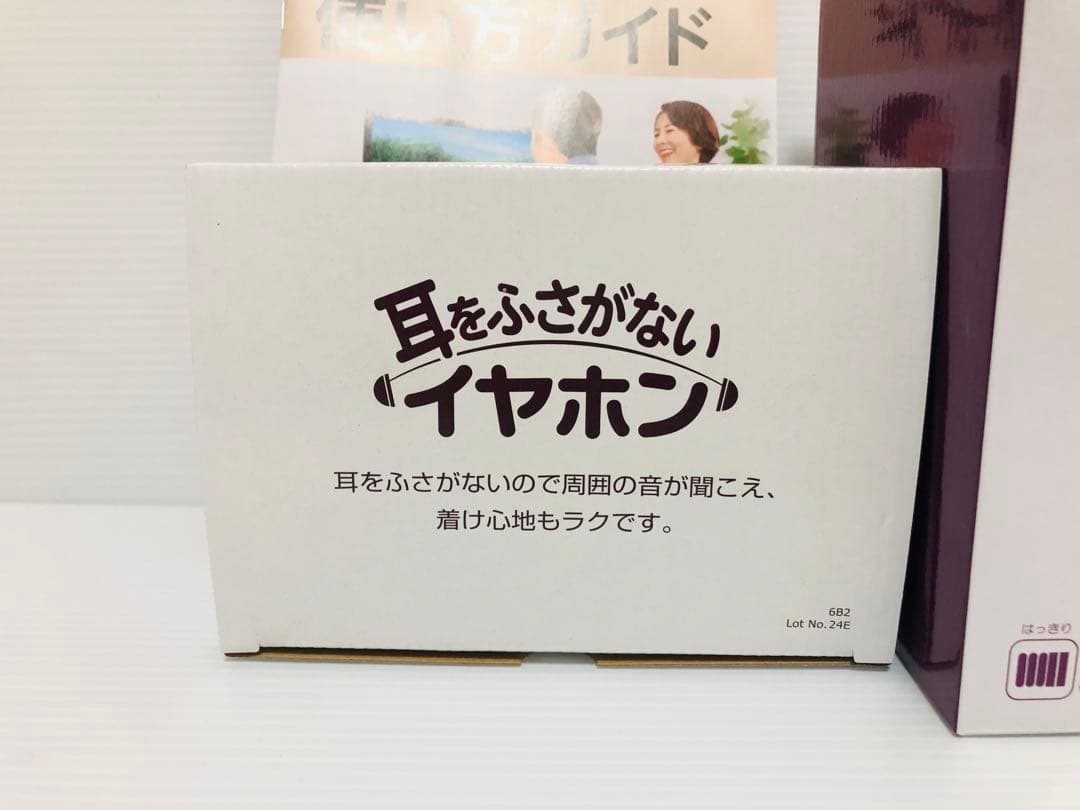 使い方ガイド
耳をふさがない
イヤホン
耳をふさがないので周囲の音が聞こえ、
着け心地もラクです。
6B2
Lot No. 24E
はっきり